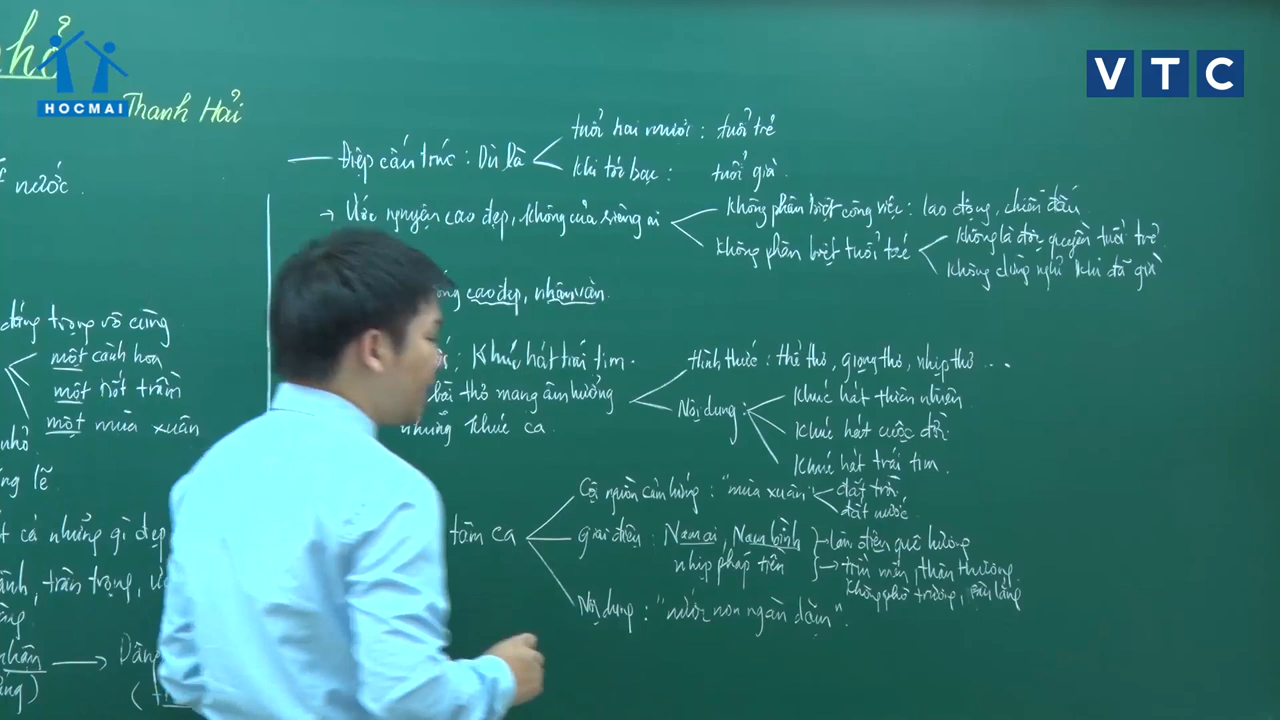 hỏ
HOCMAI
Thanh Hải
VTC
nước.
trọng vô cùng
một cành hoa
một nốt trầm
một mùa xuân
nhỏ
lẽ
cả những gì đẹp
trân trọng,
Điệp cấu trúc: Dù là
tuổi hai mươi: tuổi trẻ
khi tóc bạc: tuổi già.
→ Ước nguyện cao đẹp, không của riêng ai
không phân biệt công việc: lao động, chiến đấu
không phân biệt tuổi trẻ
không là độc quyền tuổi trẻ
không dừng nghỉ khi đã già
cao đẹp, nhân văn.
Khúc hát trái tim.
bài thơ mang âm hưởng
những khúc ca.
Hình thức: thể thơ, giọng thơ, nhịp thơ ...
Nội dung:
khúc hát thiên nhiên
khúc hát cuộc đời
khúc hát trái tim.
tâm ca
Cội nguồn cảm hứng: "mùa xuân"
đất trời
đất nước
giai điệu: Nam ai, Nam bình
nhịp phách tiền
làn điệu quê hương
→ trìu mến, thân thương
không phô trương,
Nội dung: "nước non ngàn dặm".